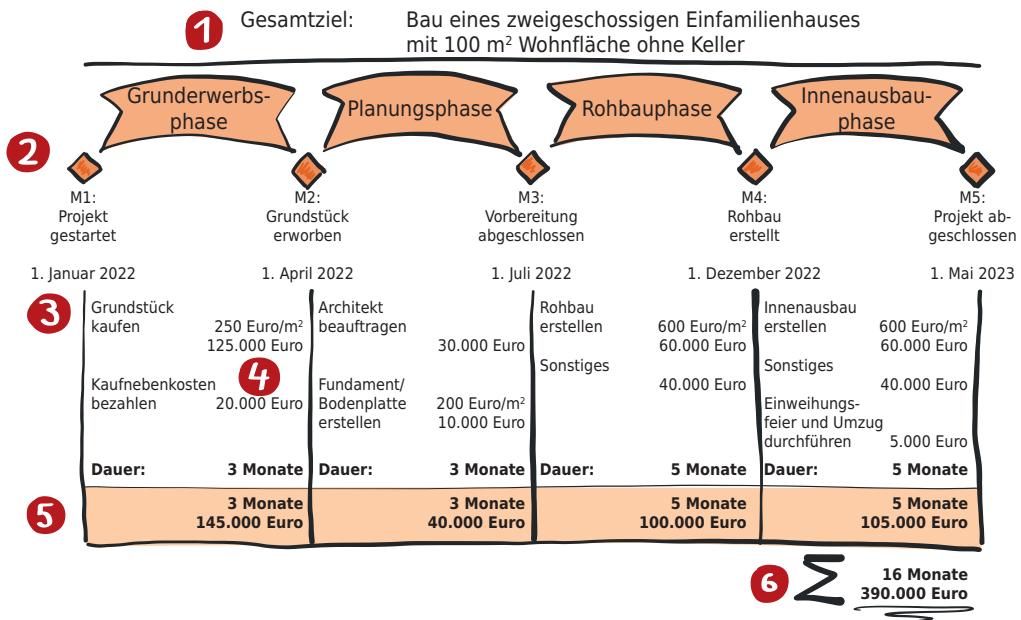 1
Gesamtziel: Bau eines zweigeschossigen Einfamilienhauses
mit 100 m² Wohnfläche ohne Keller
Grunderwerbs-
phase
Planungsphase
Rohbauphase
Innenausbau-
phase
2
M1:
Projekt
gestartet
M2:
Grundstück
erworben
M3:
Vorbereitung
abgeschlossen
M4:
Rohbau
erstellt
M5:
Projekt ab-
geschlossen
1. Januar 2022
1. April 2022
1. Juli 2022
1. Dezember 2022
1. Mai 2023
3
Grundstück
kaufen 250 Euro/m²
125.000 Euro
4
Kaufnebenkosten
bezahlen 20.000 Euro
Dauer: 3 Monate
Architekt
beauftragen
30.000 Euro
Fundament/
Bodenplatte 200 Euro/m²
erstellen 10.000 Euro
Dauer: 3 Monate
Rohbau
erstellen 600 Euro/m²
60.000 Euro
Sonstiges
40.000 Euro
Dauer: 5 Monate
Innenausbau
erstellen 600 Euro/m²
60.000 Euro
Sonstiges
40.000 Euro
Einweihungs-
feier und Umzug
durchführen 5.000 Euro
Dauer: 5 Monate
5
3 Monate
145.000 Euro
3 Monate
40.000 Euro
5 Monate
100.000 Euro
5 Monate
105.000 Euro
6
Σ 16 Monate
390.000 Euro